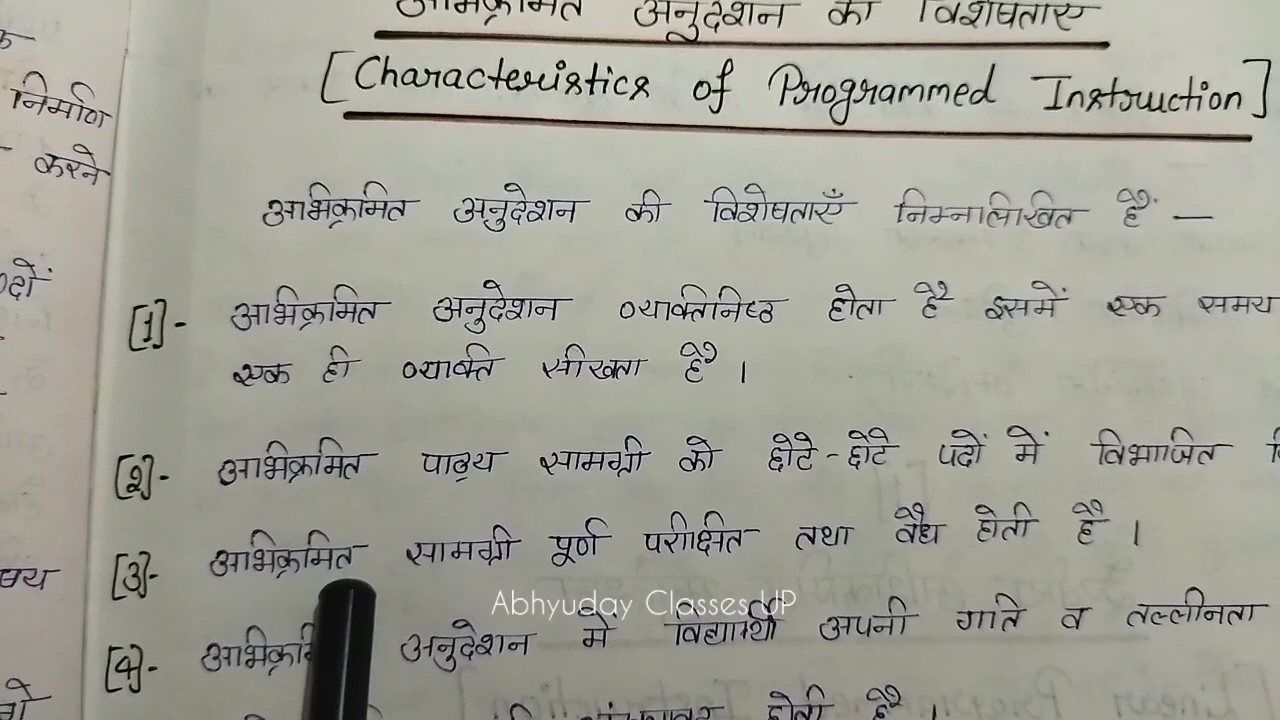 अभिक्रमित अनुदेशन की विशेषताएँ
[Characteristics of Programmed Instruction]
अभिक्रमित अनुदेशन की विशेषताएँ निम्नलिखित हैं —
[1]- अभिक्रमित अनुदेशन व्यक्तिनिष्ठ होता है इसमें एक समय
एक ही व्यक्ति सीखता है ।
[2]- अभिक्रमित पाठ्य सामग्री को छोटे-छोटे पदों में विभाजित
[3]- अभिक्रमित सामग्री पूर्ण परीक्षित तथा वैध होती है ।
[4]- अनुदेशन में विद्यार्थी अपनी गति व तल्लीनता
होती है ।
निर्माण
करने
Abhyuday Classes UP